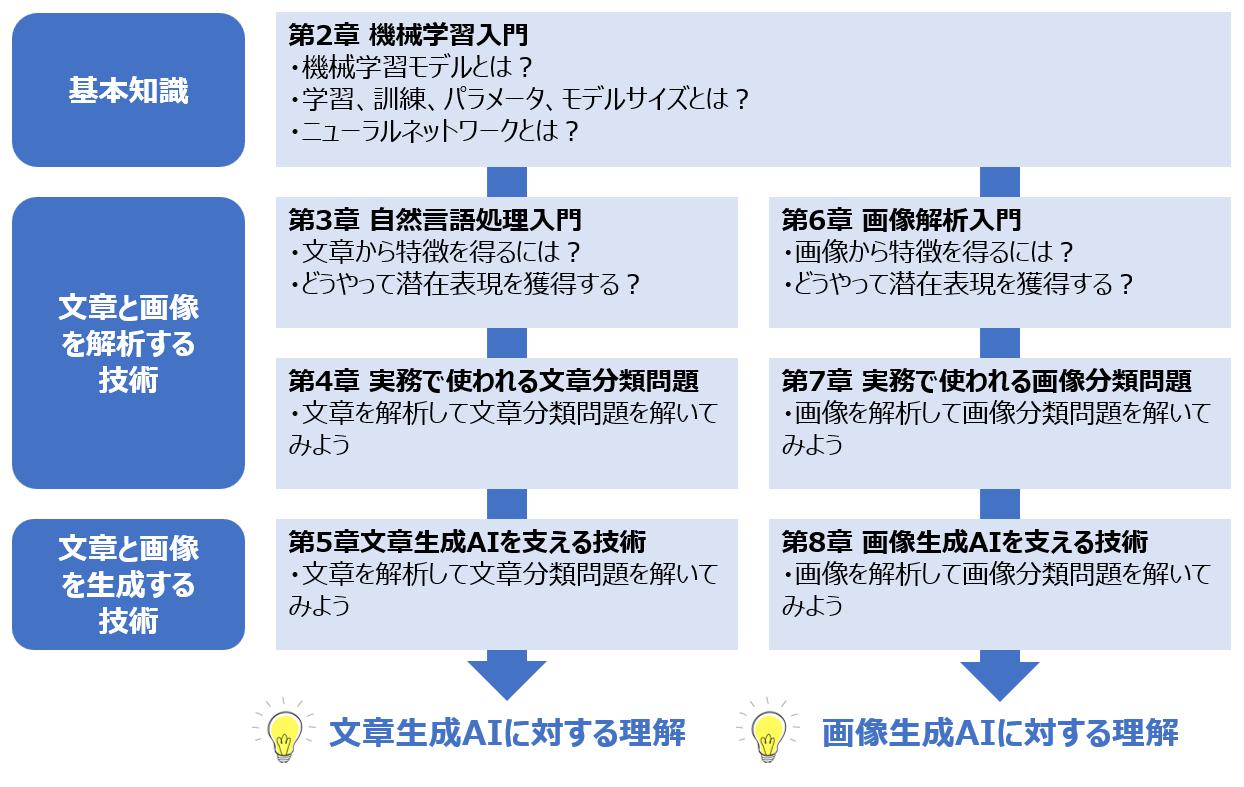 基本知識
第2章 機械学習入門
・機械学習モデルとは？
・学習、訓練、パラメータ、モデルサイズとは？
・ニューラルネットワークとは？
文章と画像
を解析する
技術
第3章 自然言語処理入門
・文章から特徴を得るには？
・どうやって潜在表現を獲得する？
第6章 画像解析入門
・画像から特徴を得るには？
・どうやって潜在表現を獲得する？
第4章 実務で使われる文章分類問題
・文章を解析して文章分類問題を解いて
みよう
第7章 実務で使われる画像分類問題
・画像を解析して画像分類問題を解いて
みよう
文章と画像
を生成する
技術
第5章文章生成AIを支える技術
・文章を解析して文章分類問題を解いて
みよう
第8章 画像生成AIを支える技術
・画像を解析して画像分類問題を解いて
みよう
文章生成AIに対する理解
画像生成AIに対する理解